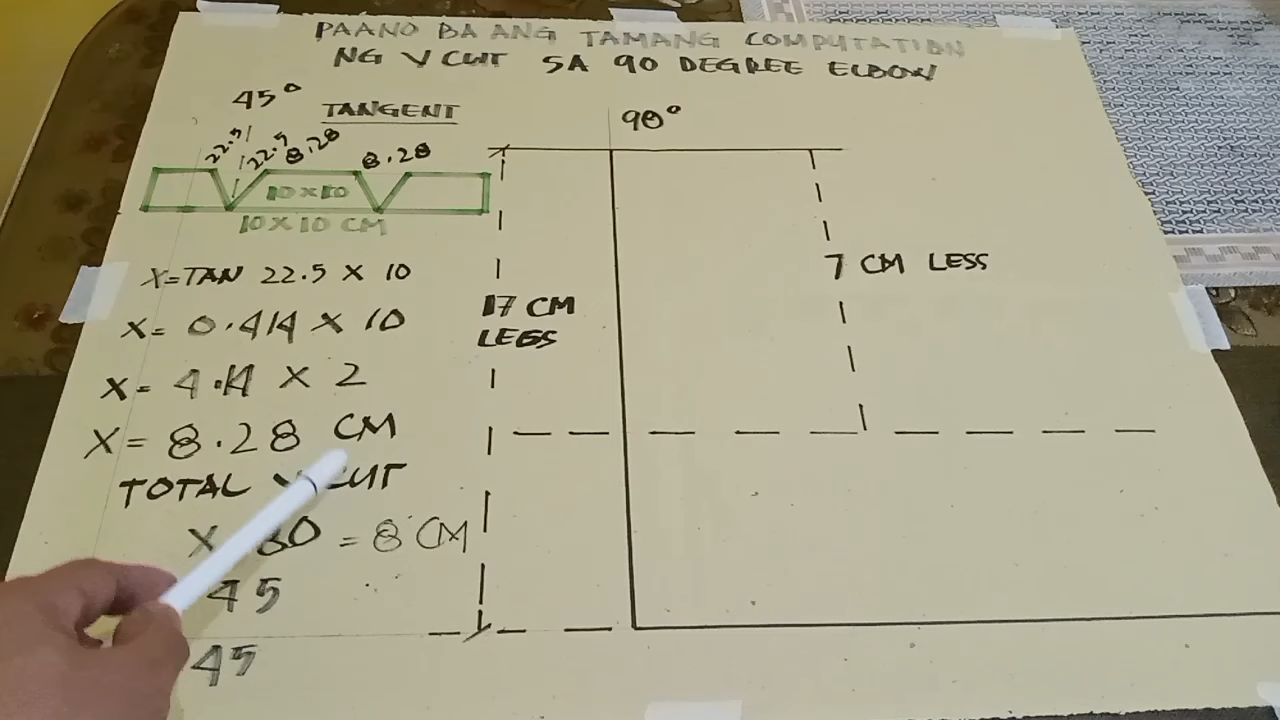 PAANO BA ANG TAMANG COMPUTATION
NG V CUT SA 90 DEGREE ELBOW
45°
TANGENT
90°
22.5
22.5
8.28
8.28
10 X 10
10 X 10 CM
X=TAN 22.5 X 10
X= 0.414 X 10
X= 4.14 X 2
X= 8.28 CM
TOTAL V CUT
X 80 = 8 CM
45
45
17 CM
LESS
7 CM LESS